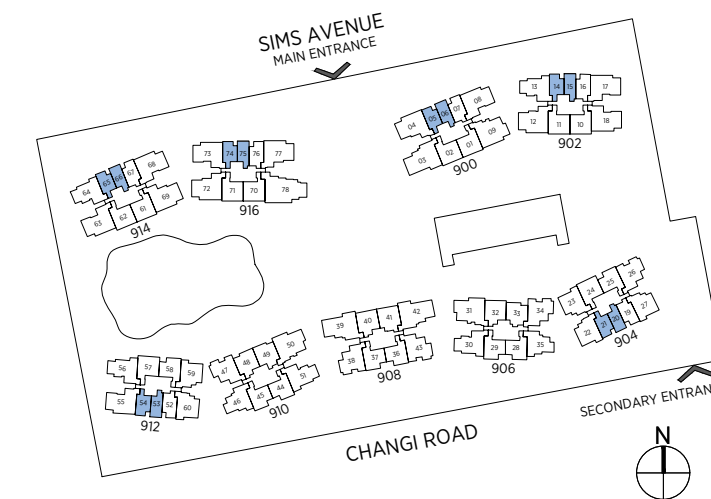 SIMS AVENUE
MAIN ENTRANCE
13 14 15 16 17
12 11 10 18
902
04 05 06 07 08
03 02 01 09
900
73 74 75 76 77
72 71 70 78
916
64 65 66 67 68
63 62 61 69
914
23 24 25 26
22 21 20 19 27
904
31 32 33 34
30 29 28 35
906
39 40 41 42
38 37 36 43
908
47 48 49 50
46 45 44 51
910
56 57 58 59
55 54 53 52 60
912
SECONDARY ENTRAN
CHANGI ROAD
N